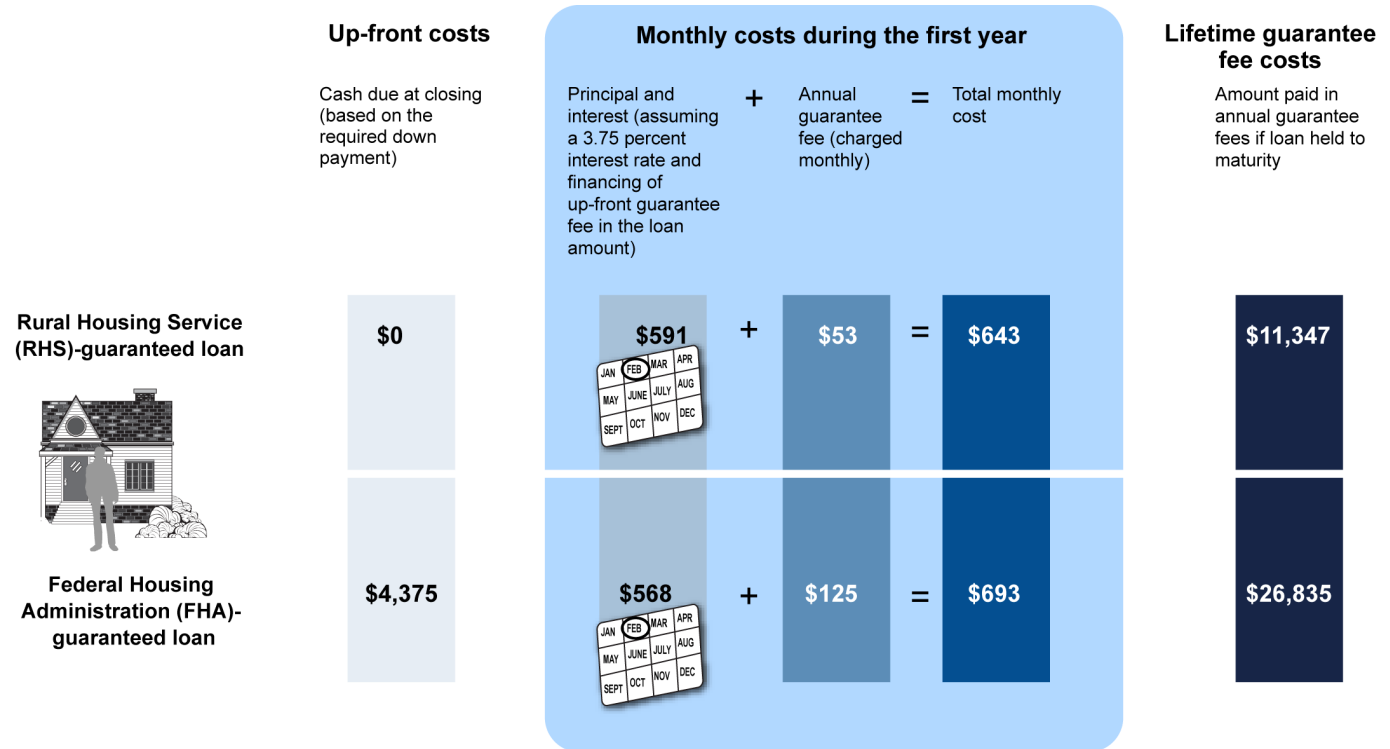 Up-front costs
Cash due at closing
(based on the
required down
payment)
Monthly costs during the first year
Principal and
interest (assuming
a 3.75 percent
interest rate and
financing of
up-front guarantee
fee in the loan
amount)
+
Annual
guarantee
fee (charged
monthly)
=
Total monthly
cost
Lifetime guarantee
fee costs
Amount paid in
annual guarantee
fees if loan held to
maturity
Rural Housing Service
(RHS)-guaranteed loan
$0
$591
+
$53
=
$643
$11,347
JAN FEB MAR APR
MAY JUNE JULY AUG
SEPT OCT NOV DEC
Federal Housing
Administration (FHA)-
guaranteed loan
$4,375
$568
+
$125
=
$693
$26,835
JAN FEB MAR APR
MAY JUNE JULY AUG
SEPT OCT NOV DEC